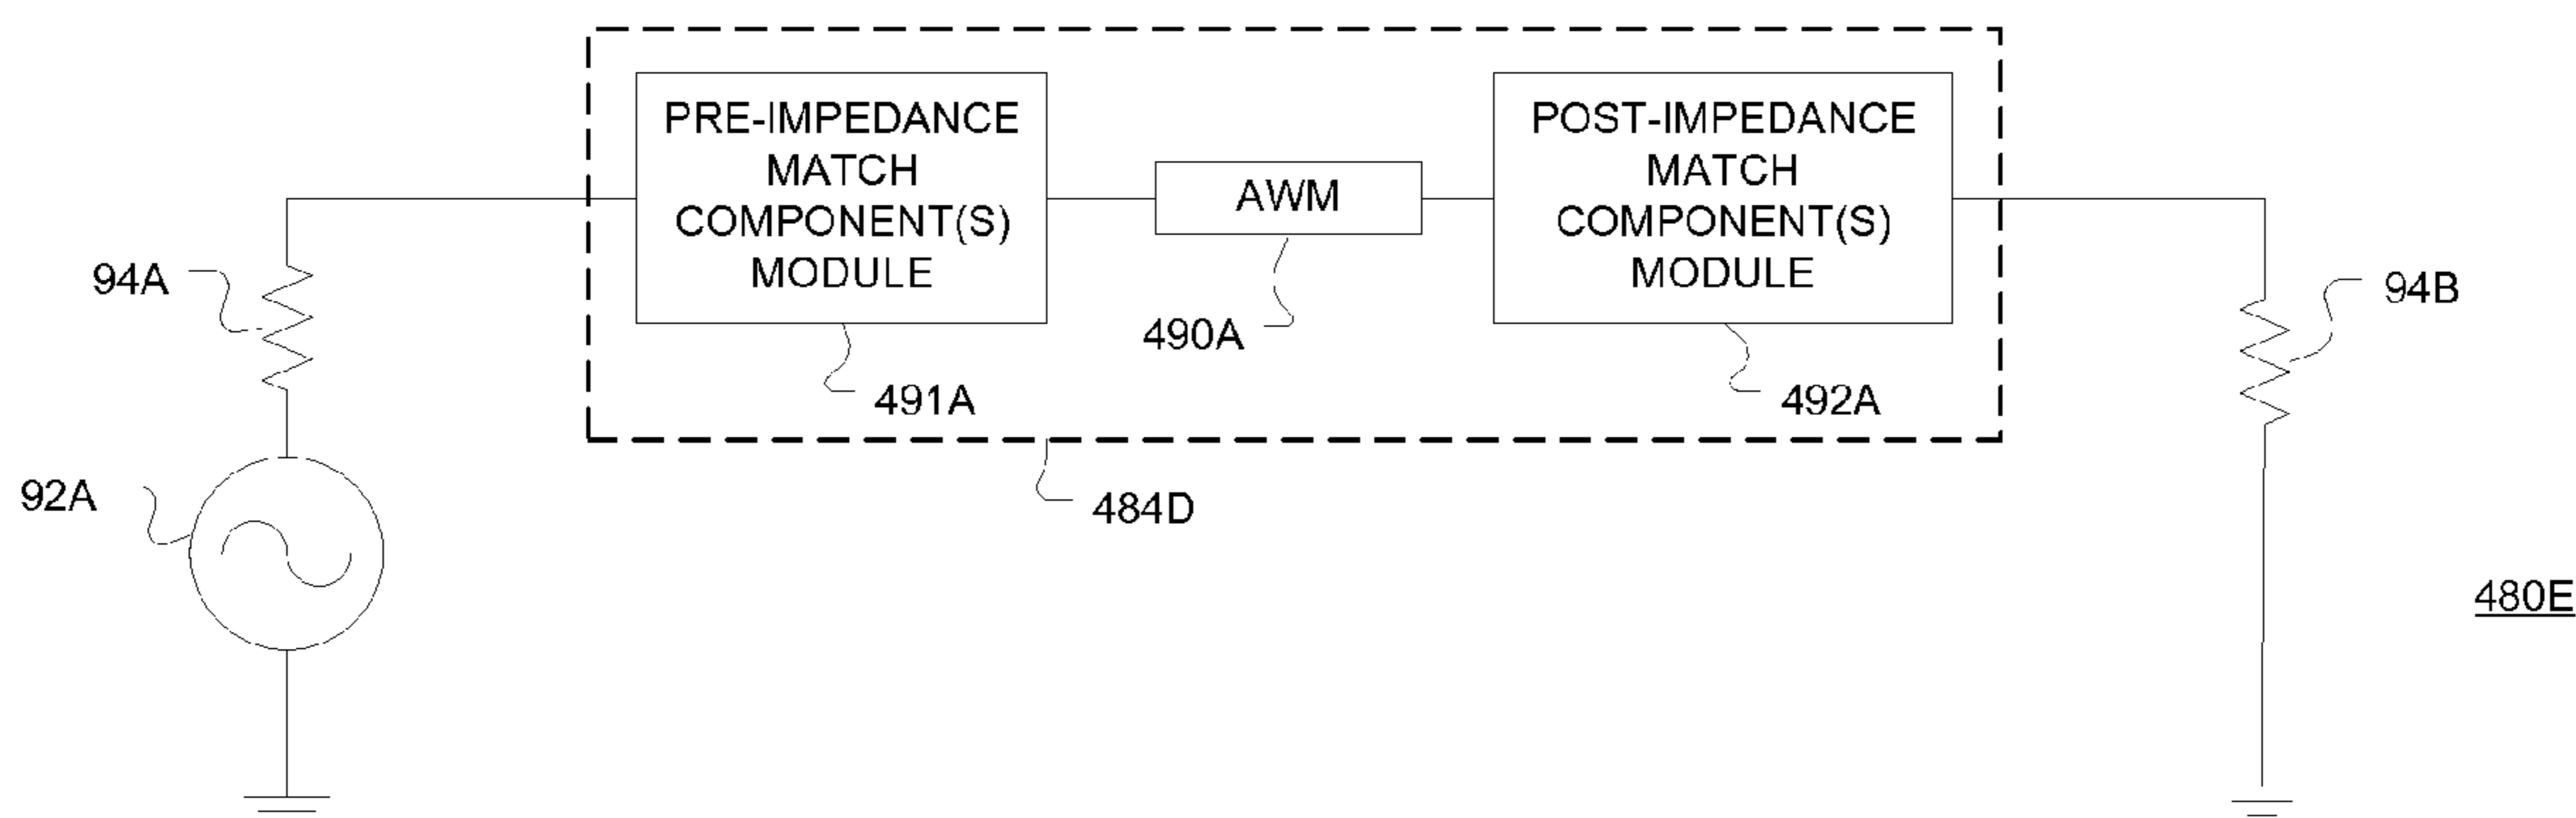 PRE-IMPEDANCE
MATCH
COMPONENT(S)
MODULE
AWM
POST-IMPEDANCE
MATCH
COMPONENT(S)
MODULE
94A
94B
490A
491A
492A
92A
484D
480E